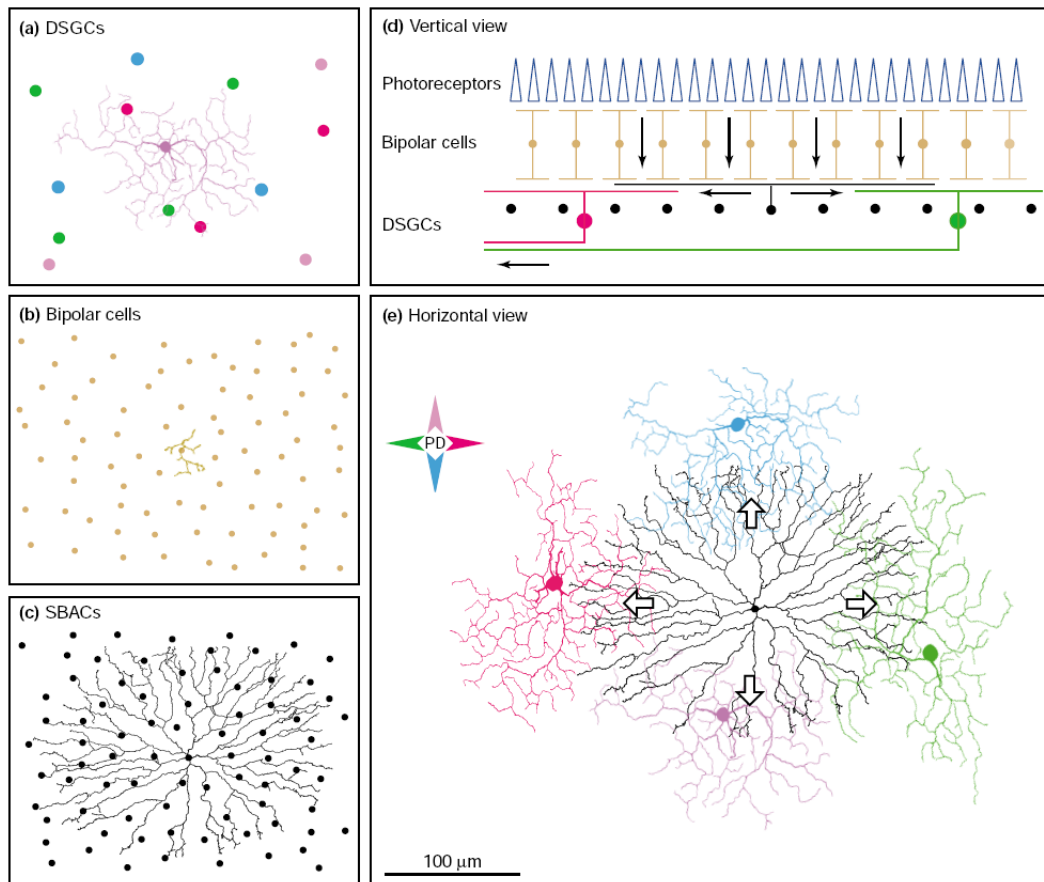 (a) DSGCs
(b) Bipolar cells
(c) SBACs
(d) Vertical view
Photoreceptors
Bipolar cells
DSGCs
(e) Horizontal view
PD
100 μm